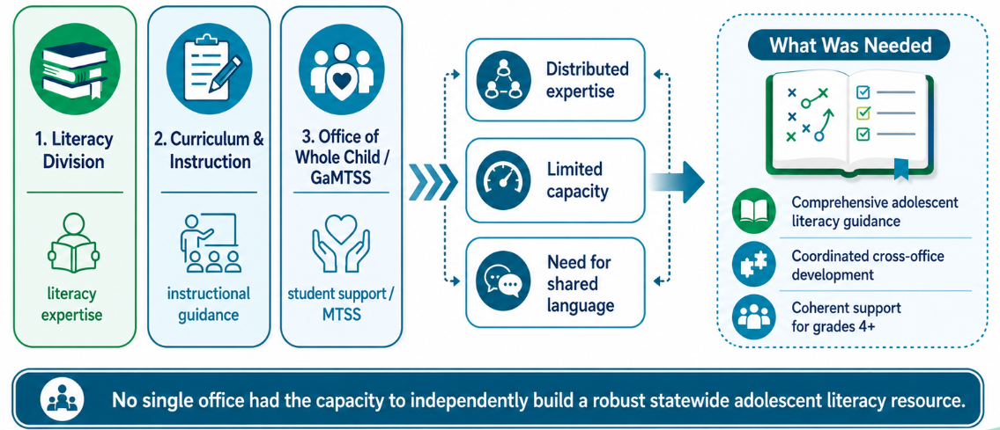 1. Literacy
Division
literacy
expertise
2. Curriculum &
Instruction
instructional
guidance
3. Office of
Whole Child /
GaMTSS
student support /
MTSS
Distributed
expertise
Limited
capacity
Need for
shared
language
What Was Needed
Comprehensive adolescent
literacy guidance
Coordinated cross-office
development
Coherent support
for grades 4+
No single office had the capacity to independently build a robust statewide adolescent literacy resource.